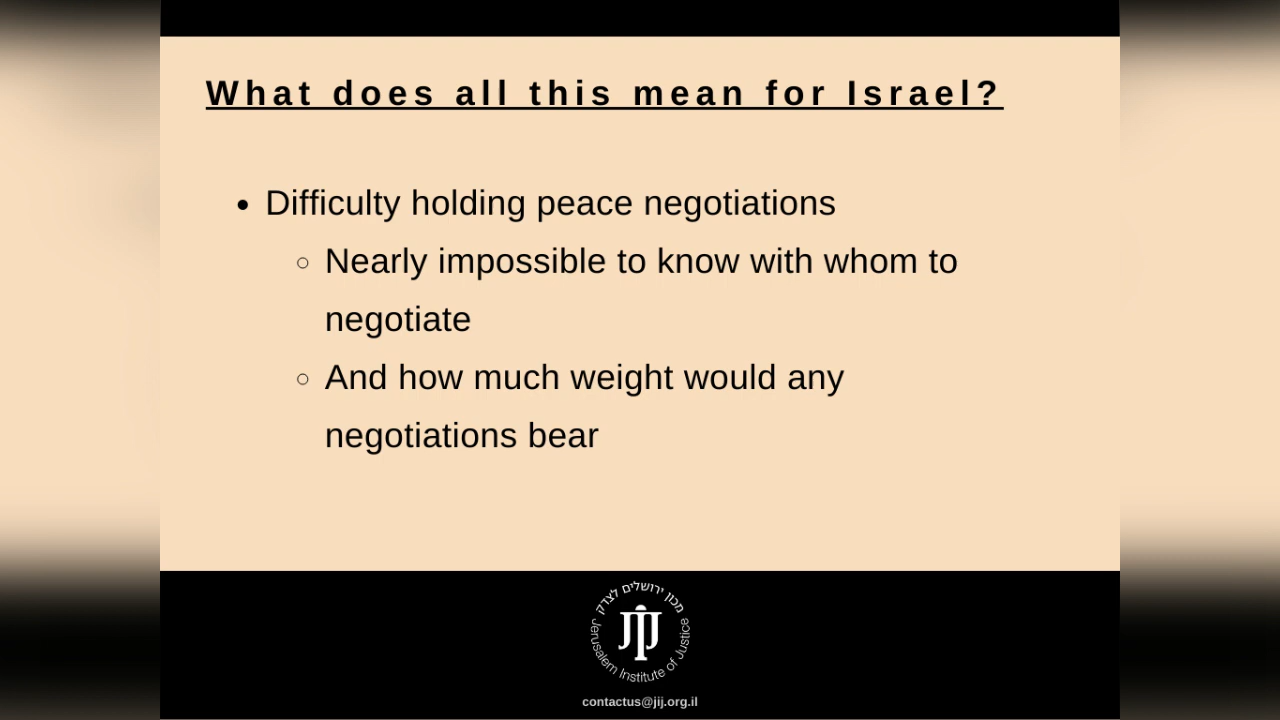 What does all this mean for Israel?
• Difficulty holding peace negotiations
○ Nearly impossible to know with whom to
negotiate
○ And how much weight would any
negotiations bear
מכון ירושלים לצדק
JIJ
Jerusalem Institute of Justice
contactus@jij.org.il